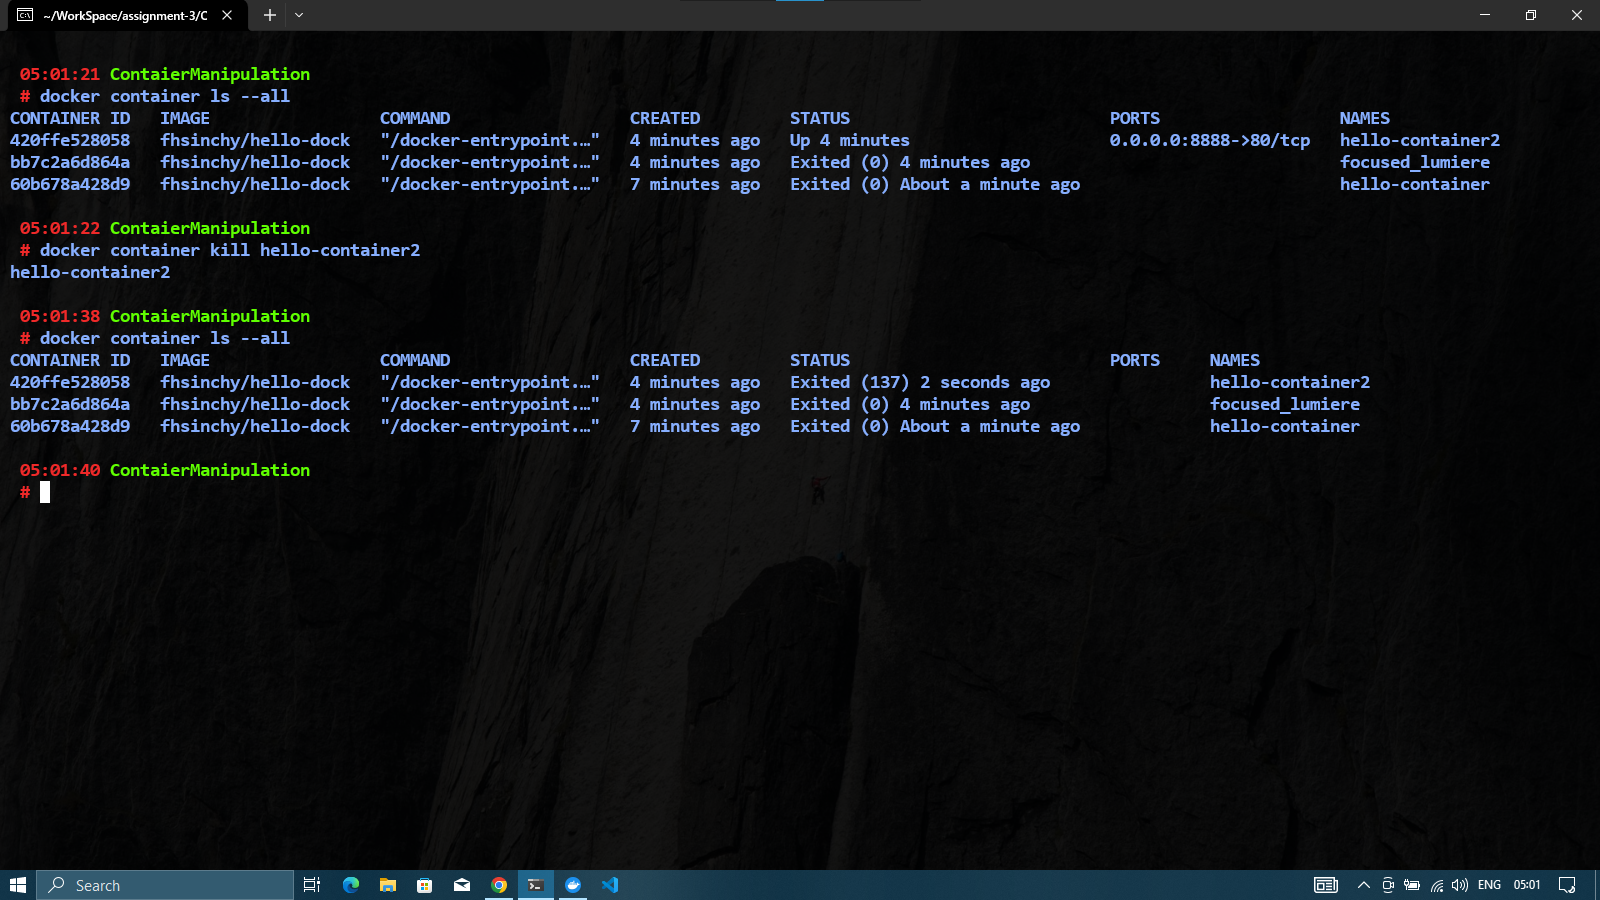 ~/WorkSpace/assignment-3/C
05:01:21 ContaierManipulation
# docker container ls --all
CONTAINER ID IMAGE COMMAND CREATED STATUS PORTS NAMES
420ffe528058 fhsinchy/hello-dock "/docker-entrypoint.…" 4 minutes ago Up 4 minutes 0.0.0.0:8888->80/tcp hello-container2
bb7c2a6d864a fhsinchy/hello-dock "/docker-entrypoint.…" 4 minutes ago Exited (0) 4 minutes ago focused_lumiere
60b678a428d9 fhsinchy/hello-dock "/docker-entrypoint.…" 7 minutes ago Exited (0) About a minute ago hello-container
05:01:22 ContaierManipulation
# docker container kill hello-container2
hello-container2
05:01:38 ContaierManipulation
# docker container ls --all
CONTAINER ID IMAGE COMMAND CREATED STATUS PORTS NAMES
420ffe528058 fhsinchy/hello-dock "/docker-entrypoint.…" 4 minutes ago Exited (137) 2 seconds ago hello-container2
bb7c2a6d864a fhsinchy/hello-dock "/docker-entrypoint.…" 4 minutes ago Exited (0) 4 minutes ago focused_lumiere
60b678a428d9 fhsinchy/hello-dock "/docker-entrypoint.…" 7 minutes ago Exited (0) About a minute ago hello-container
05:01:40 ContaierManipulation
#
Search ENG 05:01